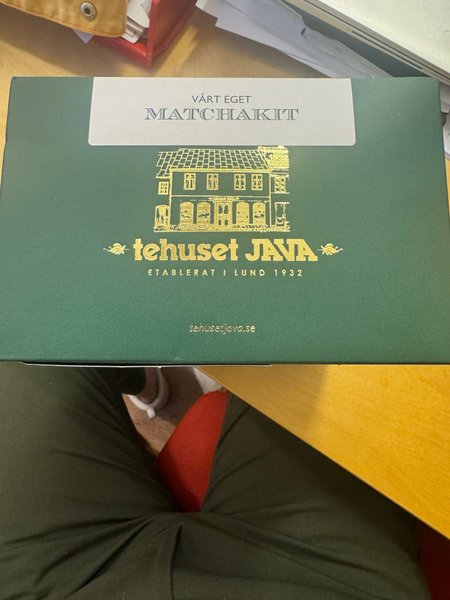 VÅRT EGET
MATCHAKIT
tehuset JAVA
ETABLERAT I LUND 1932
tehusetjava.se